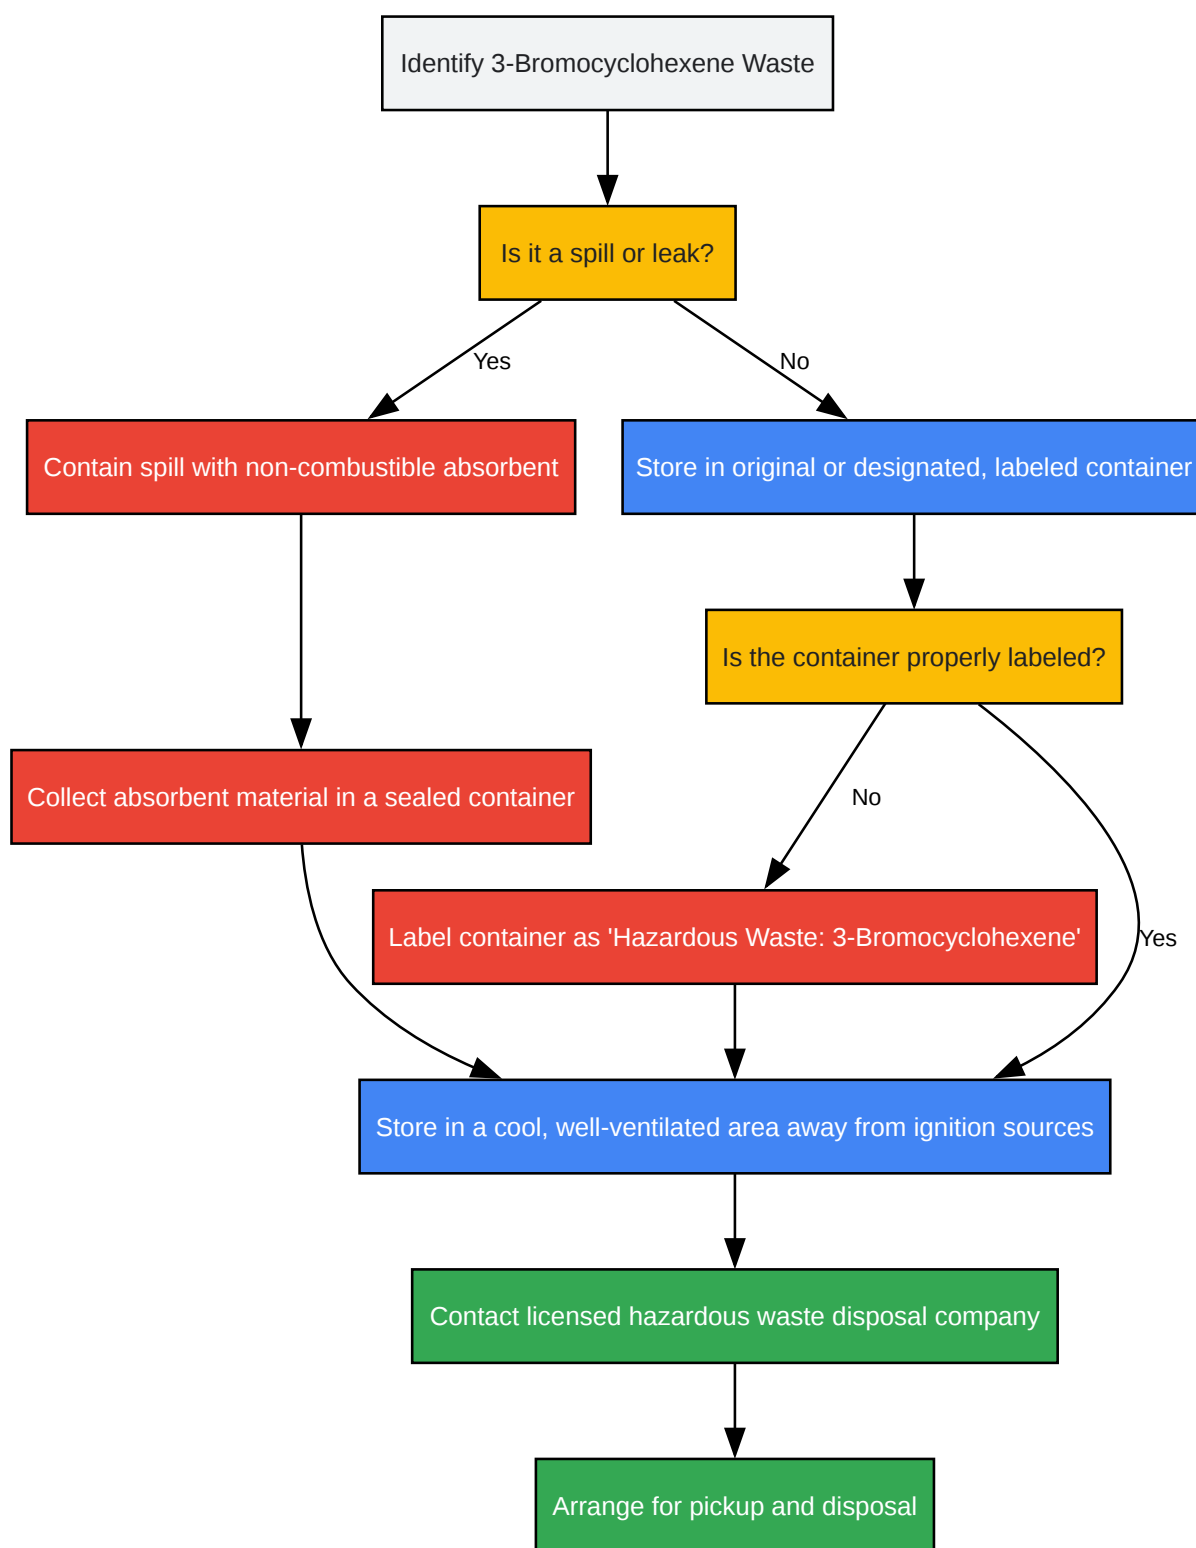 Identify 3-Bromocyclohexene Waste
Is it a spill or leak?
Yes
No
Contain spill with non-combustible absorbent
Store in original or designated, labeled container
Is the container properly labeled?
Collect absorbent material in a sealed container
No
Label container as 'Hazardous Waste: 3-Bromocyclohexene'
Yes
Store in a cool, well-ventilated area away from ignition sources
Contact licensed hazardous waste disposal company
Arrange for pickup and disposal